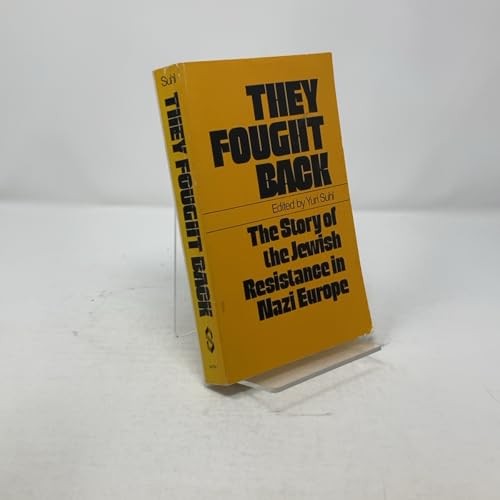 Suhl
THEY FOUGHT BACK
THEY
FOUGHT
BACK
Edited by Yuri Suhl
The Story of
the Jewish
Resistance in
Nazi Europe